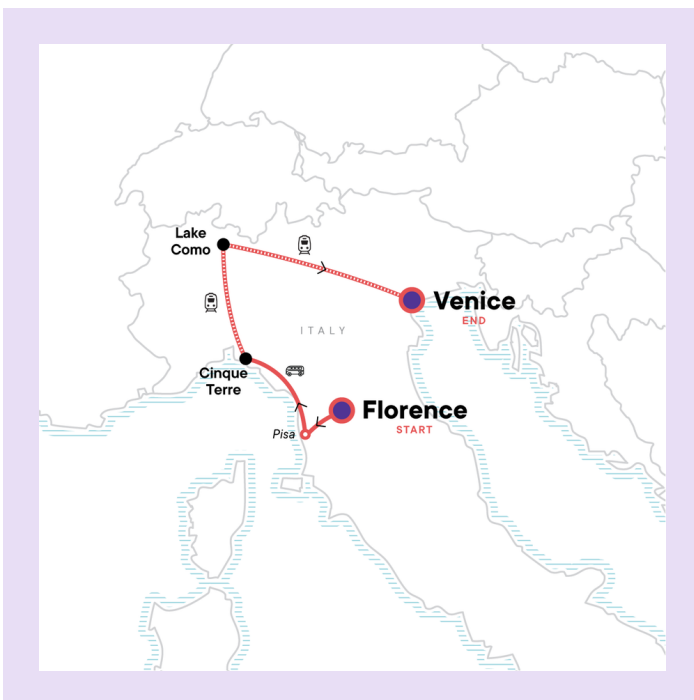 Lake
Como
Venice
END
ITALY
Cinque
Terre
Florence
START
Pisa